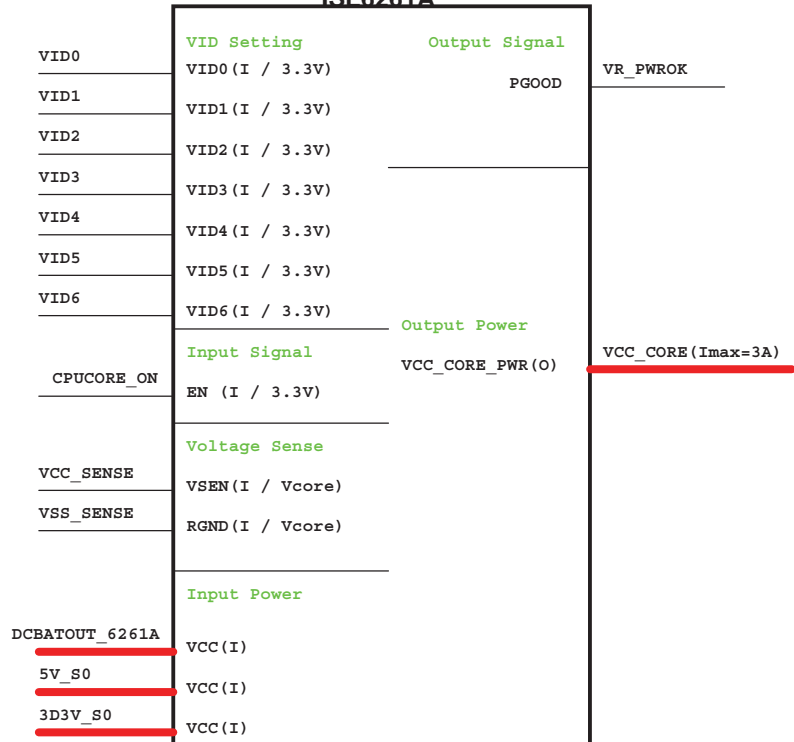 VID Setting
Output Signal
VID0
VID0(I / 3.3V)
PGOOD
VR_PWROK
VID1
VID1(I / 3.3V)
VID2
VID2(I / 3.3V)
VID3
VID3(I / 3.3V)
VID4
VID4(I / 3.3V)
VID5
VID5(I / 3.3V)
VID6
VID6(I / 3.3V)
Output Power
Input Signal
VCC_CORE_PWR(O)
VCC_CORE(Imax=3A)
CPUCORE_ON
EN (I / 3.3V)
Voltage Sense
VCC_SENSE
VSEN(I / Vcore)
VSS_SENSE
RGND(I / Vcore)
Input Power
DCBATOUT_6261A
VCC(I)
5V_S0
VCC(I)
3D3V_S0
VCC(I)